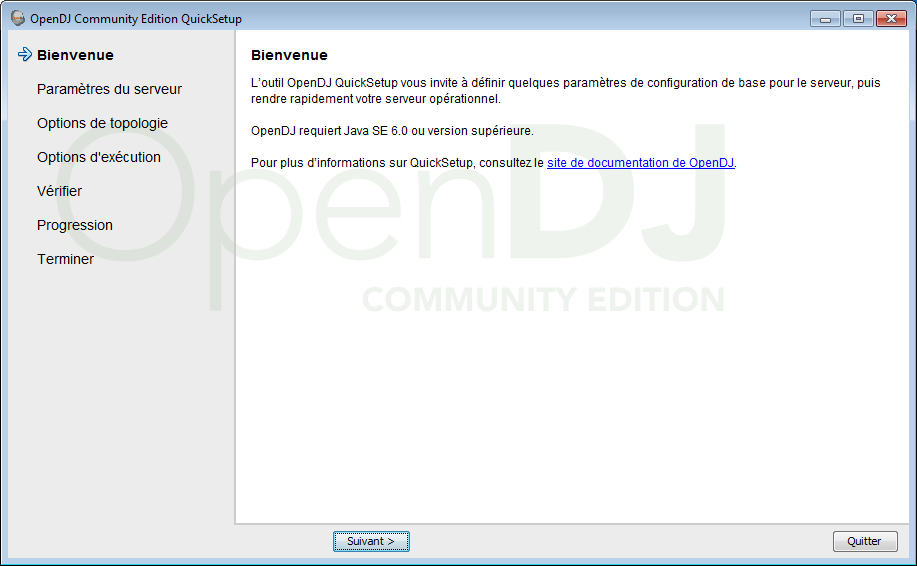 OpenDJ Community Edition QuickSetup
Bienvenue
Paramètres du serveur
Options de topologie
Options d'exécution
Vérifier
Progression
Terminer
Bienvenue
L'outil OpenDJ QuickSetup vous invite à définir quelques paramètres de configuration de base pour le serveur, puis
rendre rapidement votre serveur opérationnel.
OpenDJ requiert Java SE 6.0 ou version supérieure.
Pour plus d'informations sur QuickSetup, consultez le site de documentation de OpenDJ.
OpenDJ
COMMUNITY EDITION
Suivant >
Quitter